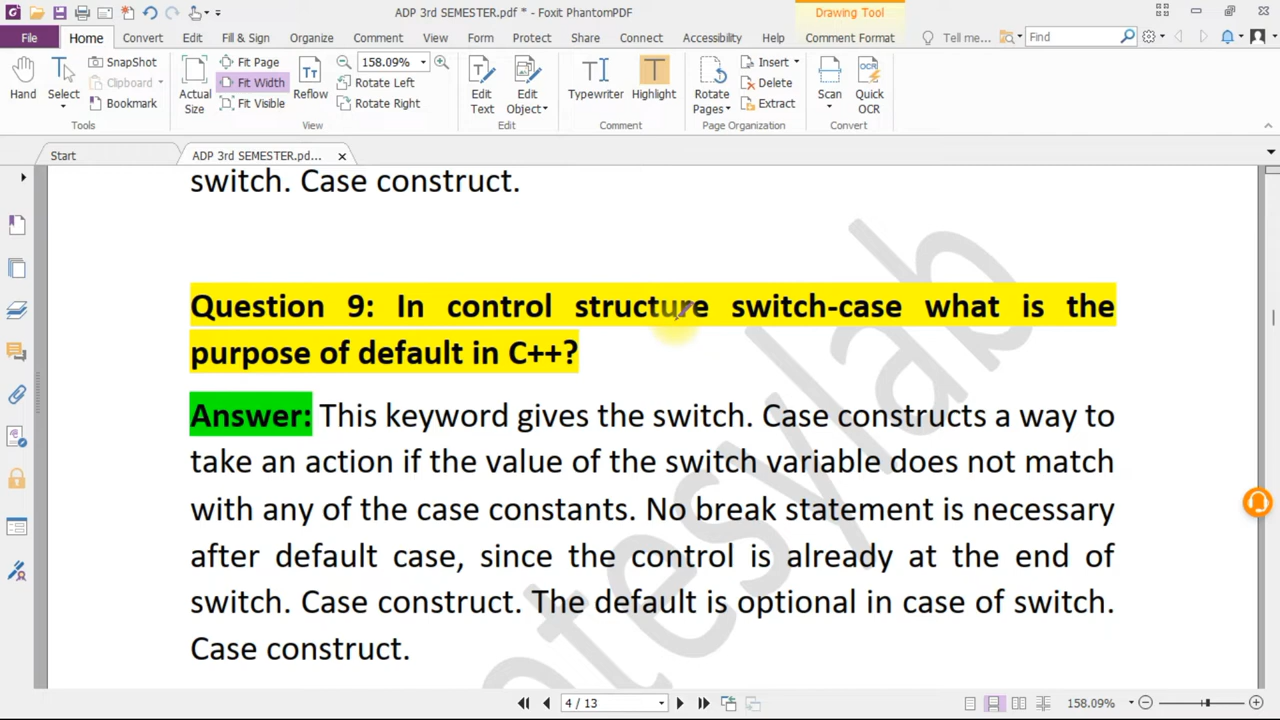 ADP 3rd SEMESTER.pdf * - Foxit PhantomPDF
Drawing Tool
File Home Convert Edit Fill & Sign Organize Comment View Form Protect Share Connect Accessibility Help Comment Format Tell me... Find
SnapShot
Clipboard
Bookmark
Hand
Select
Tools
Actual Size
Fit Page
Fit Width
Fit Visible
Reflow
158.09%
Rotate Left
Rotate Right
View
Edit Text
Edit Object
Edit
Typewriter
Highlight
Comment
Rotate Pages
Insert
Delete
Extract
Page Organization
Scan
Quick OCR
Convert
Start
ADP 3rd SEMESTER.pd...
switch. Case construct.
Question 9: In control structure switch-case what is the
purpose of default in C++?
Answer: This keyword gives the switch. Case constructs a way to
take an action if the value of the switch variable does not match
with any of the case constants. No break statement is necessary
after default case, since the control is already at the end of
switch. Case construct. The default is optional in case of switch.
Case construct.
4 / 13
158.09%